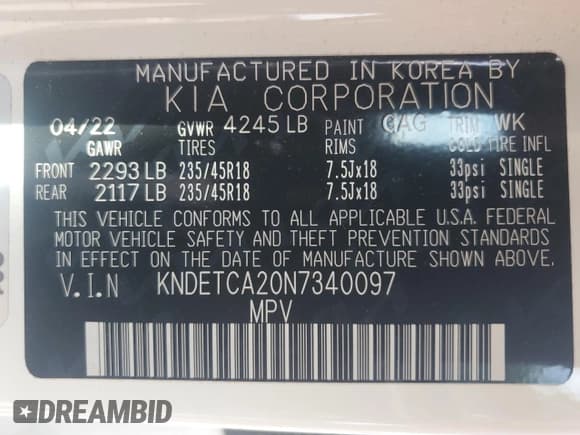 MANUFACTURED IN KOREA BY
KIA CORPORATION
04/22 GVWR 4245 LB PAINT CAG TRIM WK
GAWR TIRES RIMS COLD TIRE INFL
FRONT 2293 LB 235/45R18 7.5Jx18 33psi SINGLE
REAR 2117 LB 235/45R18 7.5Jx18 33psi SINGLE
THIS VEHICLE CONFORMS TO ALL APPLICABLE U.S.A. FEDERAL
MOTOR VEHICLE SAFETY AND THEFT PREVENTION STANDARDS
IN EFFECT ON THE DATE OF MANUFACTURE SHOWN ABOVE.
V.I.N KNDETCA20N7340097
MPV
DREAMBID